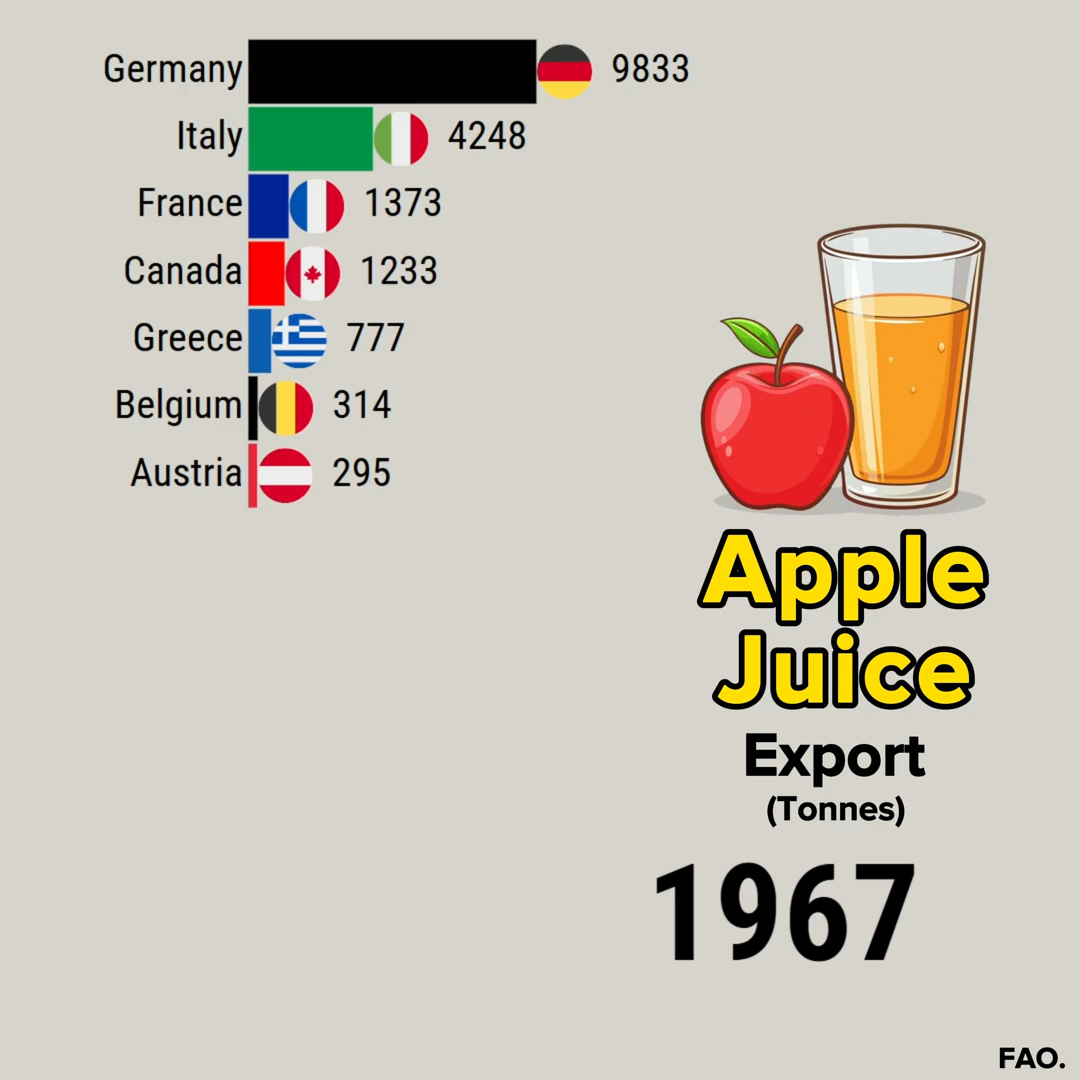 Germany 9833
Italy 4248
France 1373
Canada 1233
Greece 777
Belgium 314
Austria 295
Apple
Juice
Export
(Tonnes)
1967
FAO.